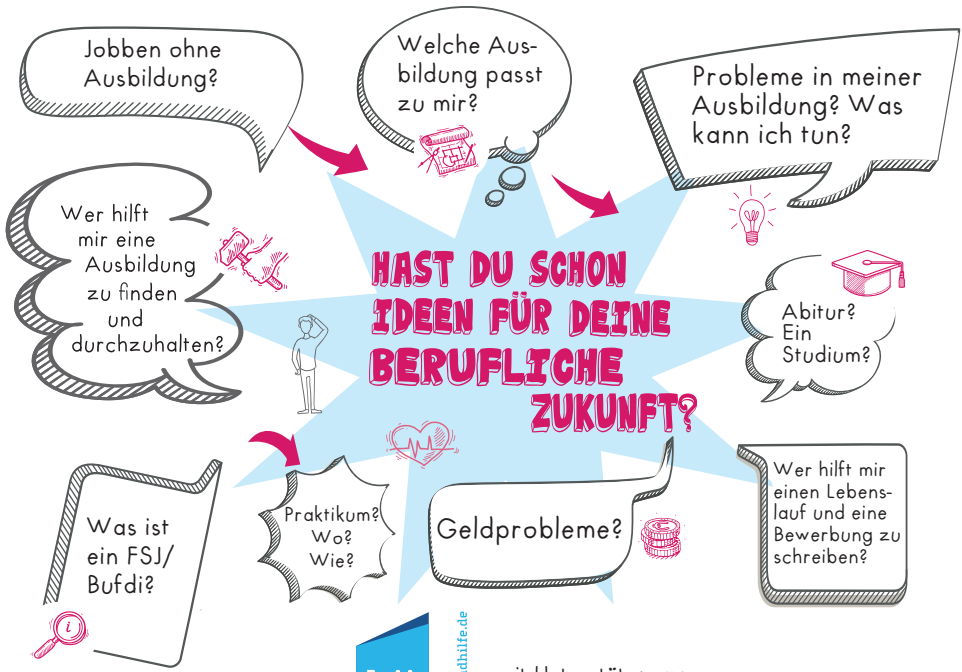 Jobben ohne
Ausbildung?
Welche Aus-
bildung passt
zu mir?
Probleme in meiner
Ausbildung? Was
kann ich tun?
Wer hilft
mir eine
Ausbildung
zu finden
und
durchzuhalten?
HAST DU SCHON
IDEEN FÜR DEINE
BERUFLICHE
ZUKUNFT?
Abitur?
Ein
Studium?
Was ist
ein FSJ/
Bufdi?
i
Praktikum?
Wo?
Wie?
Geldprobleme?
Wer hilft mir
einen Lebens-
lauf und eine
Bewerbung zu
schreiben?
dhilfe.de